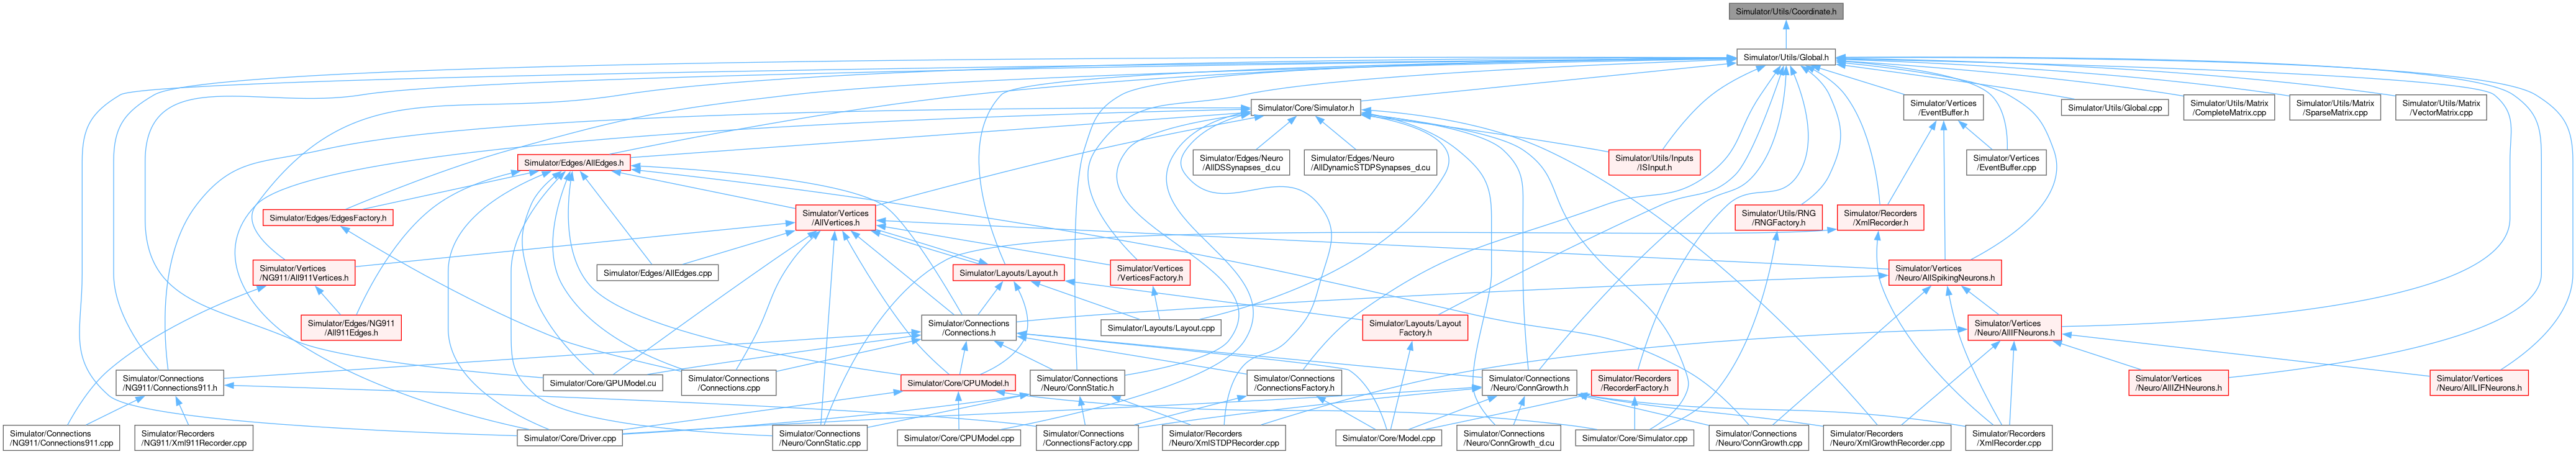 Simulator/Utils/Coordinate.h
Simulator/Utils/Global.h
Simulator/Core/Simulator.h
Simulator/Vertices
/EventBuffer.h
Simulator/Utils/Global.cpp
Simulator/Utils/Matrix
/CompleteMatrix.cpp
Simulator/Utils/Matrix
/SparseMatrix.cpp
Simulator/Utils/Matrix
/VectorMatrix.cpp
Simulator/Edges/AllEdges.h
Simulator/Edges/Neuro
/AllDSSynapses_d.cu
Simulator/Edges/Neuro
/AllDynamicSTDPSynapses_d.cu
Simulator/Utils/Inputs
/ISInput.h
Simulator/Vertices
/EventBuffer.cpp
Simulator/Edges/EdgesFactory.h
Simulator/Vertices
/AllVertices.h
Simulator/Utils/RNG
/RNGFactory.h
Simulator/Recorders
/XmlRecorder.h
Simulator/Vertices
/NG911/All911Vertices.h
Simulator/Edges/AllEdges.cpp
Simulator/Layouts/Layout.h
Simulator/Vertices
/VerticesFactory.h
Simulator/Vertices
/Neuro/AllSpikingNeurons.h
Simulator/Edges/NG911
/All911Edges.h
Simulator/Connections
/Connections.h
Simulator/Layouts/Layout.cpp
Simulator/Layouts/Layout
Factory.h
Simulator/Vertices
/Neuro/AllIFNeurons.h
Simulator/Connections
/NG911/Connections911.h
Simulator/Core/GPUModel.cu
Simulator/Connections
/Connections.cpp
Simulator/Core/CPUModel.h
Simulator/Connections
/Neuro/ConnStatic.h
Simulator/Connections
/ConnectionsFactory.h
Simulator/Connections
/Neuro/ConnGrowth.h
Simulator/Recorders
/RecorderFactory.h
Simulator/Vertices
/Neuro/AllIZHNeurons.h
Simulator/Vertices
/Neuro/AllLIFNeurons.h
Simulator/Connections
/NG911/Connections911.cpp
Simulator/Recorders
/NG911/Xml911Recorder.cpp
Simulator/Core/Driver.cpp
Simulator/Connections
/Neuro/ConnStatic.cpp
Simulator/Core/CPUModel.cpp
Simulator/Connections
/ConnectionsFactory.cpp
Simulator/Recorders
/Neuro/XmlSTDPRecorder.cpp
Simulator/Core/Model.cpp
Simulator/Connections
/Neuro/ConnGrowth_d.cu
Simulator/Core/Simulator.cpp
Simulator/Connections
/Neuro/ConnGrowth.cpp
Simulator/Recorders
/Neuro/XmlGrowthRecorder.cpp
Simulator/Recorders
/XmlRecorder.cpp